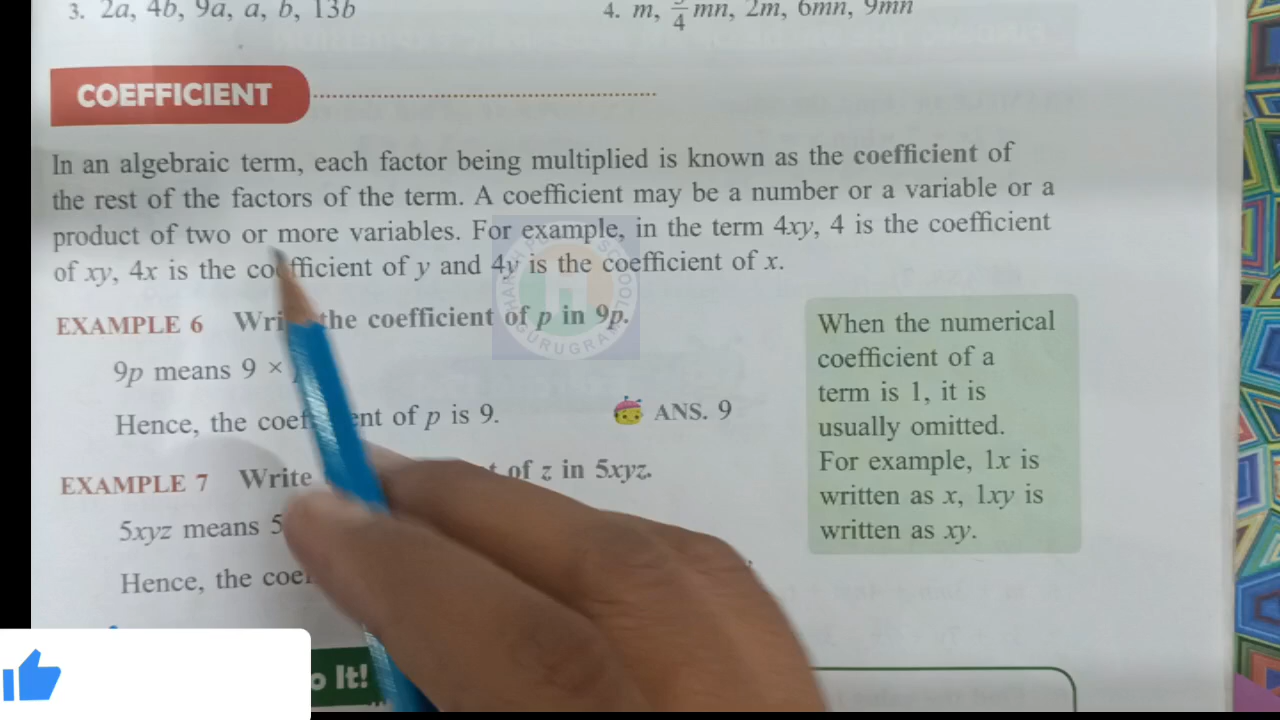 3. 2a, 4b, 9a, a, b, 13b
4. m, /4 mn, 2m, 6mn, 9mn
COEFFICIENT
In an algebraic term, each factor being multiplied is known as the coefficient of
the rest of the factors of the term. A coefficient may be a number or a variable or a
product of two or more variables. For example, in the term 4xy, 4 is the coefficient
of xy, 4x is the coefficient of y and 4y is the coefficient of x.
EXAMPLE 6 Write the coefficient of p in 9p.
9p means 9 ×
Hence, the coefficient of p is 9.
ANS. 9
EXAMPLE 7 Write of z in 5xyz.
5xyz means 5
Hence, the
When the numerical
coefficient of a
term is 1, it is
usually omitted.
For example, 1x is
written as x, 1xy is
written as xy.
GURUGRAM
H
It!